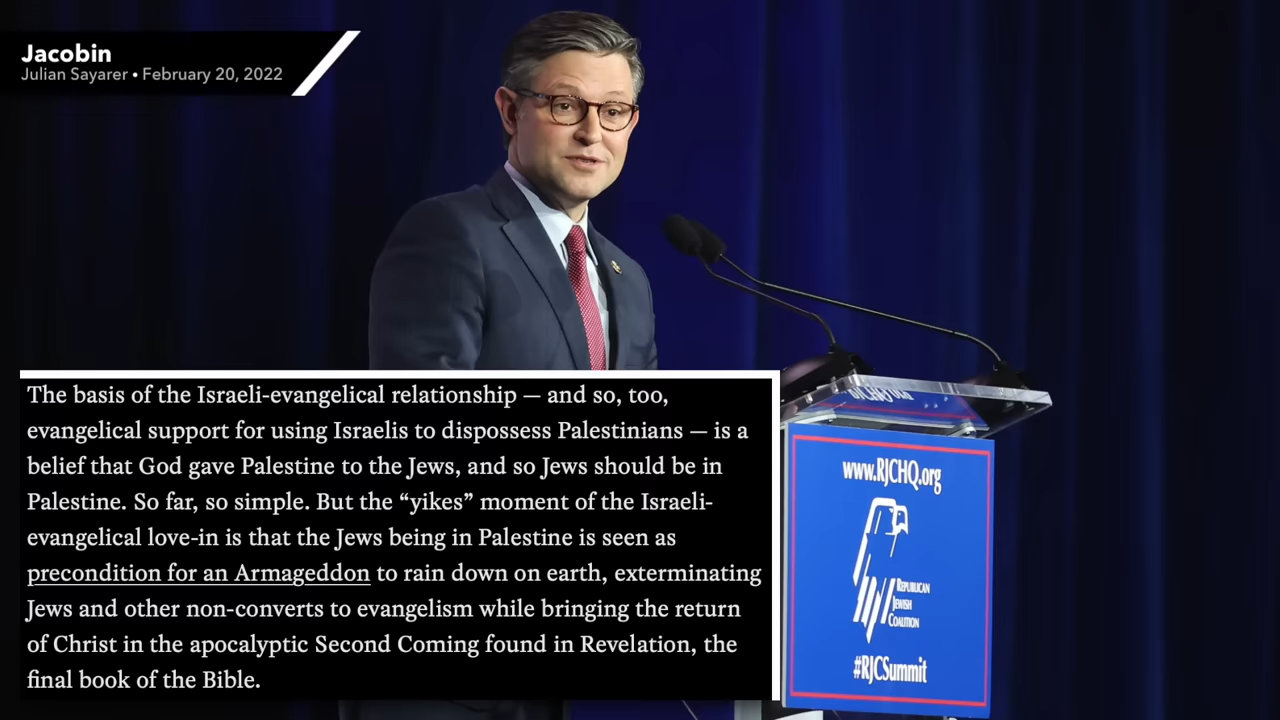 Jacobin
Julian Sayarer • February 20, 2022
The basis of the Israeli-evangelical relationship — and so, too,
evangelical support for using Israelis to dispossess Palestinians — is a
belief that God gave Palestine to the Jews, and so Jews should be in
Palestine. So far, so simple. But the “yikes” moment of the Israeli-
evangelical love-in is that the Jews being in Palestine is seen as
precondition for an Armageddon to rain down on earth, exterminating
Jews and other non-converts to evangelism while bringing the return
of Christ in the apocalyptic Second Coming found in Revelation, the
final book of the Bible.
www.RJCHQ.org
REPUBLICAN
JEWISH
COALITION
#RJCSummit